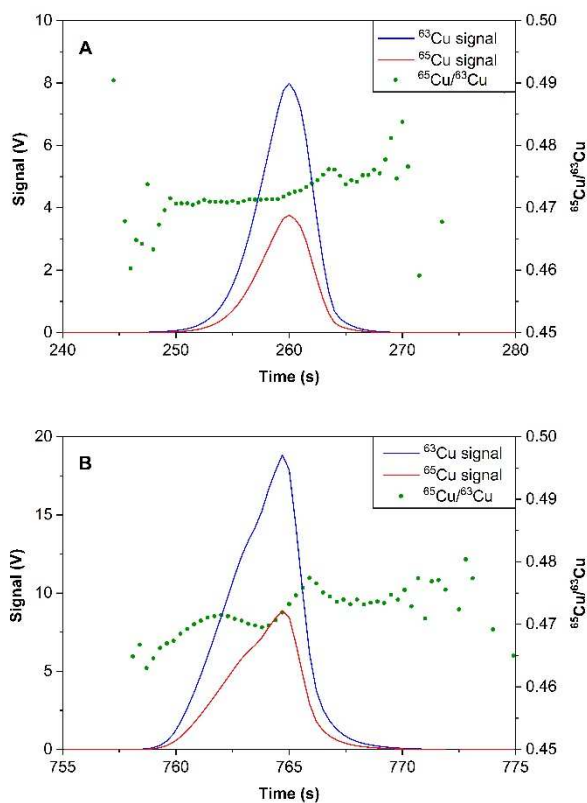 A
⁶³Cu signal
⁶⁵Cu signal
⁶⁵Cu/⁶³Cu
10
8
6
4
2
0
Signal (V)
0.50
0.49
0.48
0.47
0.46
0.45
⁶⁵Cu/⁶³Cu
240 250 260 270 280
Time (s)
B
⁶³Cu signal
⁶⁵Cu signal
⁶⁵Cu/⁶³Cu
20
15
10
5
0
Signal (V)
0.50
0.49
0.48
0.47
0.46
0.45
⁶⁵Cu/⁶³Cu
755 760 765 770 775
Time (s)